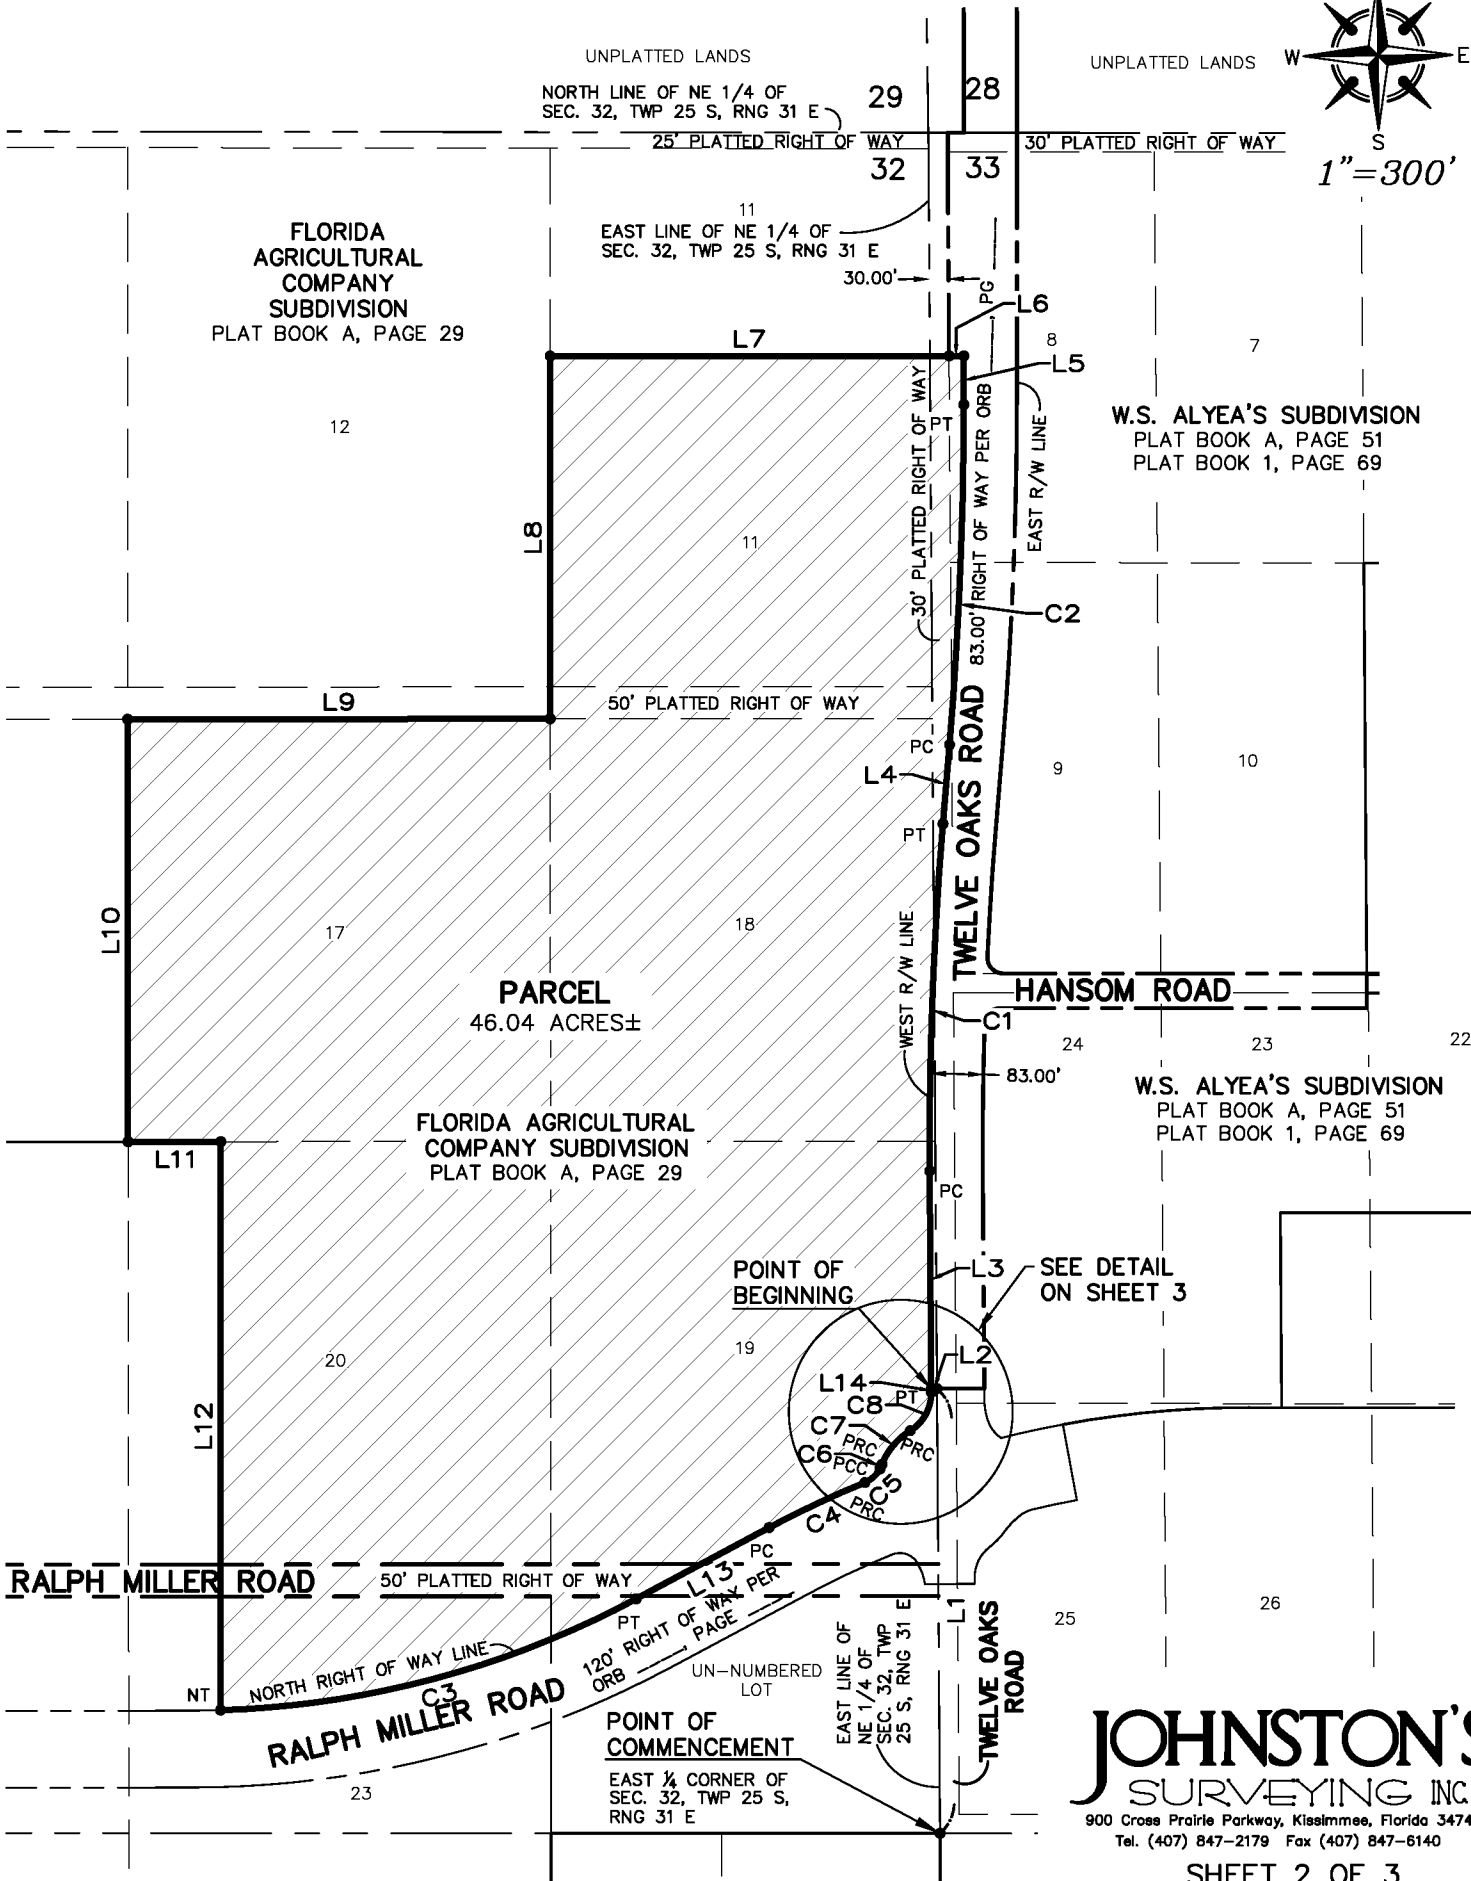 UNPLATTED LANDS
UNPLATTED LANDS
W
E
S
1"=300'
NORTH LINE OF NE 1/4 OF
SEC. 32, TWP 25 S, RNG 31 E
29
28
25' PLATTED RIGHT OF WAY
30' PLATTED RIGHT OF WAY
32
33
11
EAST LINE OF NE 1/4 OF
SEC. 32, TWP 25 S, RNG 31 E
30.00'
PG
L6
FLORIDA
AGRICULTURAL
COMPANY
SUBDIVISION
PLAT BOOK A, PAGE 29
L7
8
7
L5
12
PT
30' PLATTED RIGHT OF WAY
83.00' RIGHT OF WAY PER ORB
EAST R/W LINE
W.S. ALYEA'S SUBDIVISION
PLAT BOOK A, PAGE 51
PLAT BOOK 1, PAGE 69
L8
11
C2
L9
50' PLATTED RIGHT OF WAY
PC
L4
PT
TWELVE OAKS ROAD
9
10
L10
17
18
WEST R/W LINE
PARCEL
46.04 ACRES±
HANSOM ROAD
C1
24
23
22
83.00'
W.S. ALYEA'S SUBDIVISION
PLAT BOOK A, PAGE 51
PLAT BOOK 1, PAGE 69
FLORIDA AGRICULTURAL
COMPANY SUBDIVISION
PLAT BOOK A, PAGE 29
L11
PC
L3
SEE DETAIL
ON SHEET 3
POINT OF
BEGINNING
20
19
L2
L14
PT
C8
C7
PRC
PRC
C6
PCC
C5
PRC
C4
L12
PC
RALPH MILLER ROAD
50' PLATTED RIGHT OF WAY
L13
PT
120' RIGHT OF WAY PER
ORB
PAGE
NORTH RIGHT OF WAY LINE
NT
C3
RALPH MILLER ROAD
UN-NUMBERED
LOT
EAST LINE OF
NE 1/4 OF
SEC. 32, TWP
25 S, RNG 31 E
L1
TWELVE OAKS
ROAD
25
26
23
POINT OF
COMMENCEMENT
EAST ¼ CORNER OF
SEC. 32, TWP 25 S,
RNG 31 E
JOHNSTON'S
SURVEYING INC
900 Cross Prairie Parkway, Kissimmee, Florida 3474
Tel. (407) 847-2179 Fax (407) 847-6140
SHEET 2 OF 3